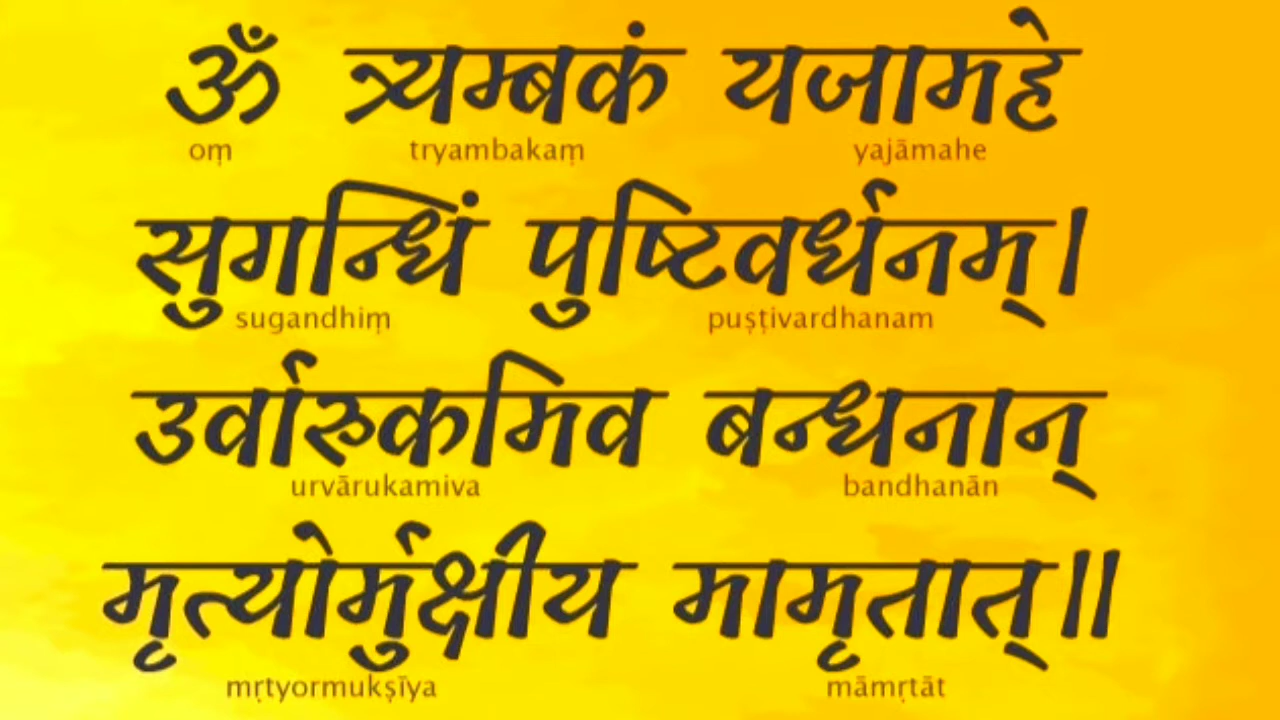 ॐ त्र्यम्बकं यजामहे
oṃ tryambakaṃ yajāmahe
सुगन्धिं पुष्टिवर्धनम्।
sugandhiṃ puṣṭivardhanam
उर्वारुकमिव बन्धनान्
urvārukamiva bandhanān
मृत्योर्मुक्षीय मामृतात्॥
mṛtyormukṣīya māmṛtāt